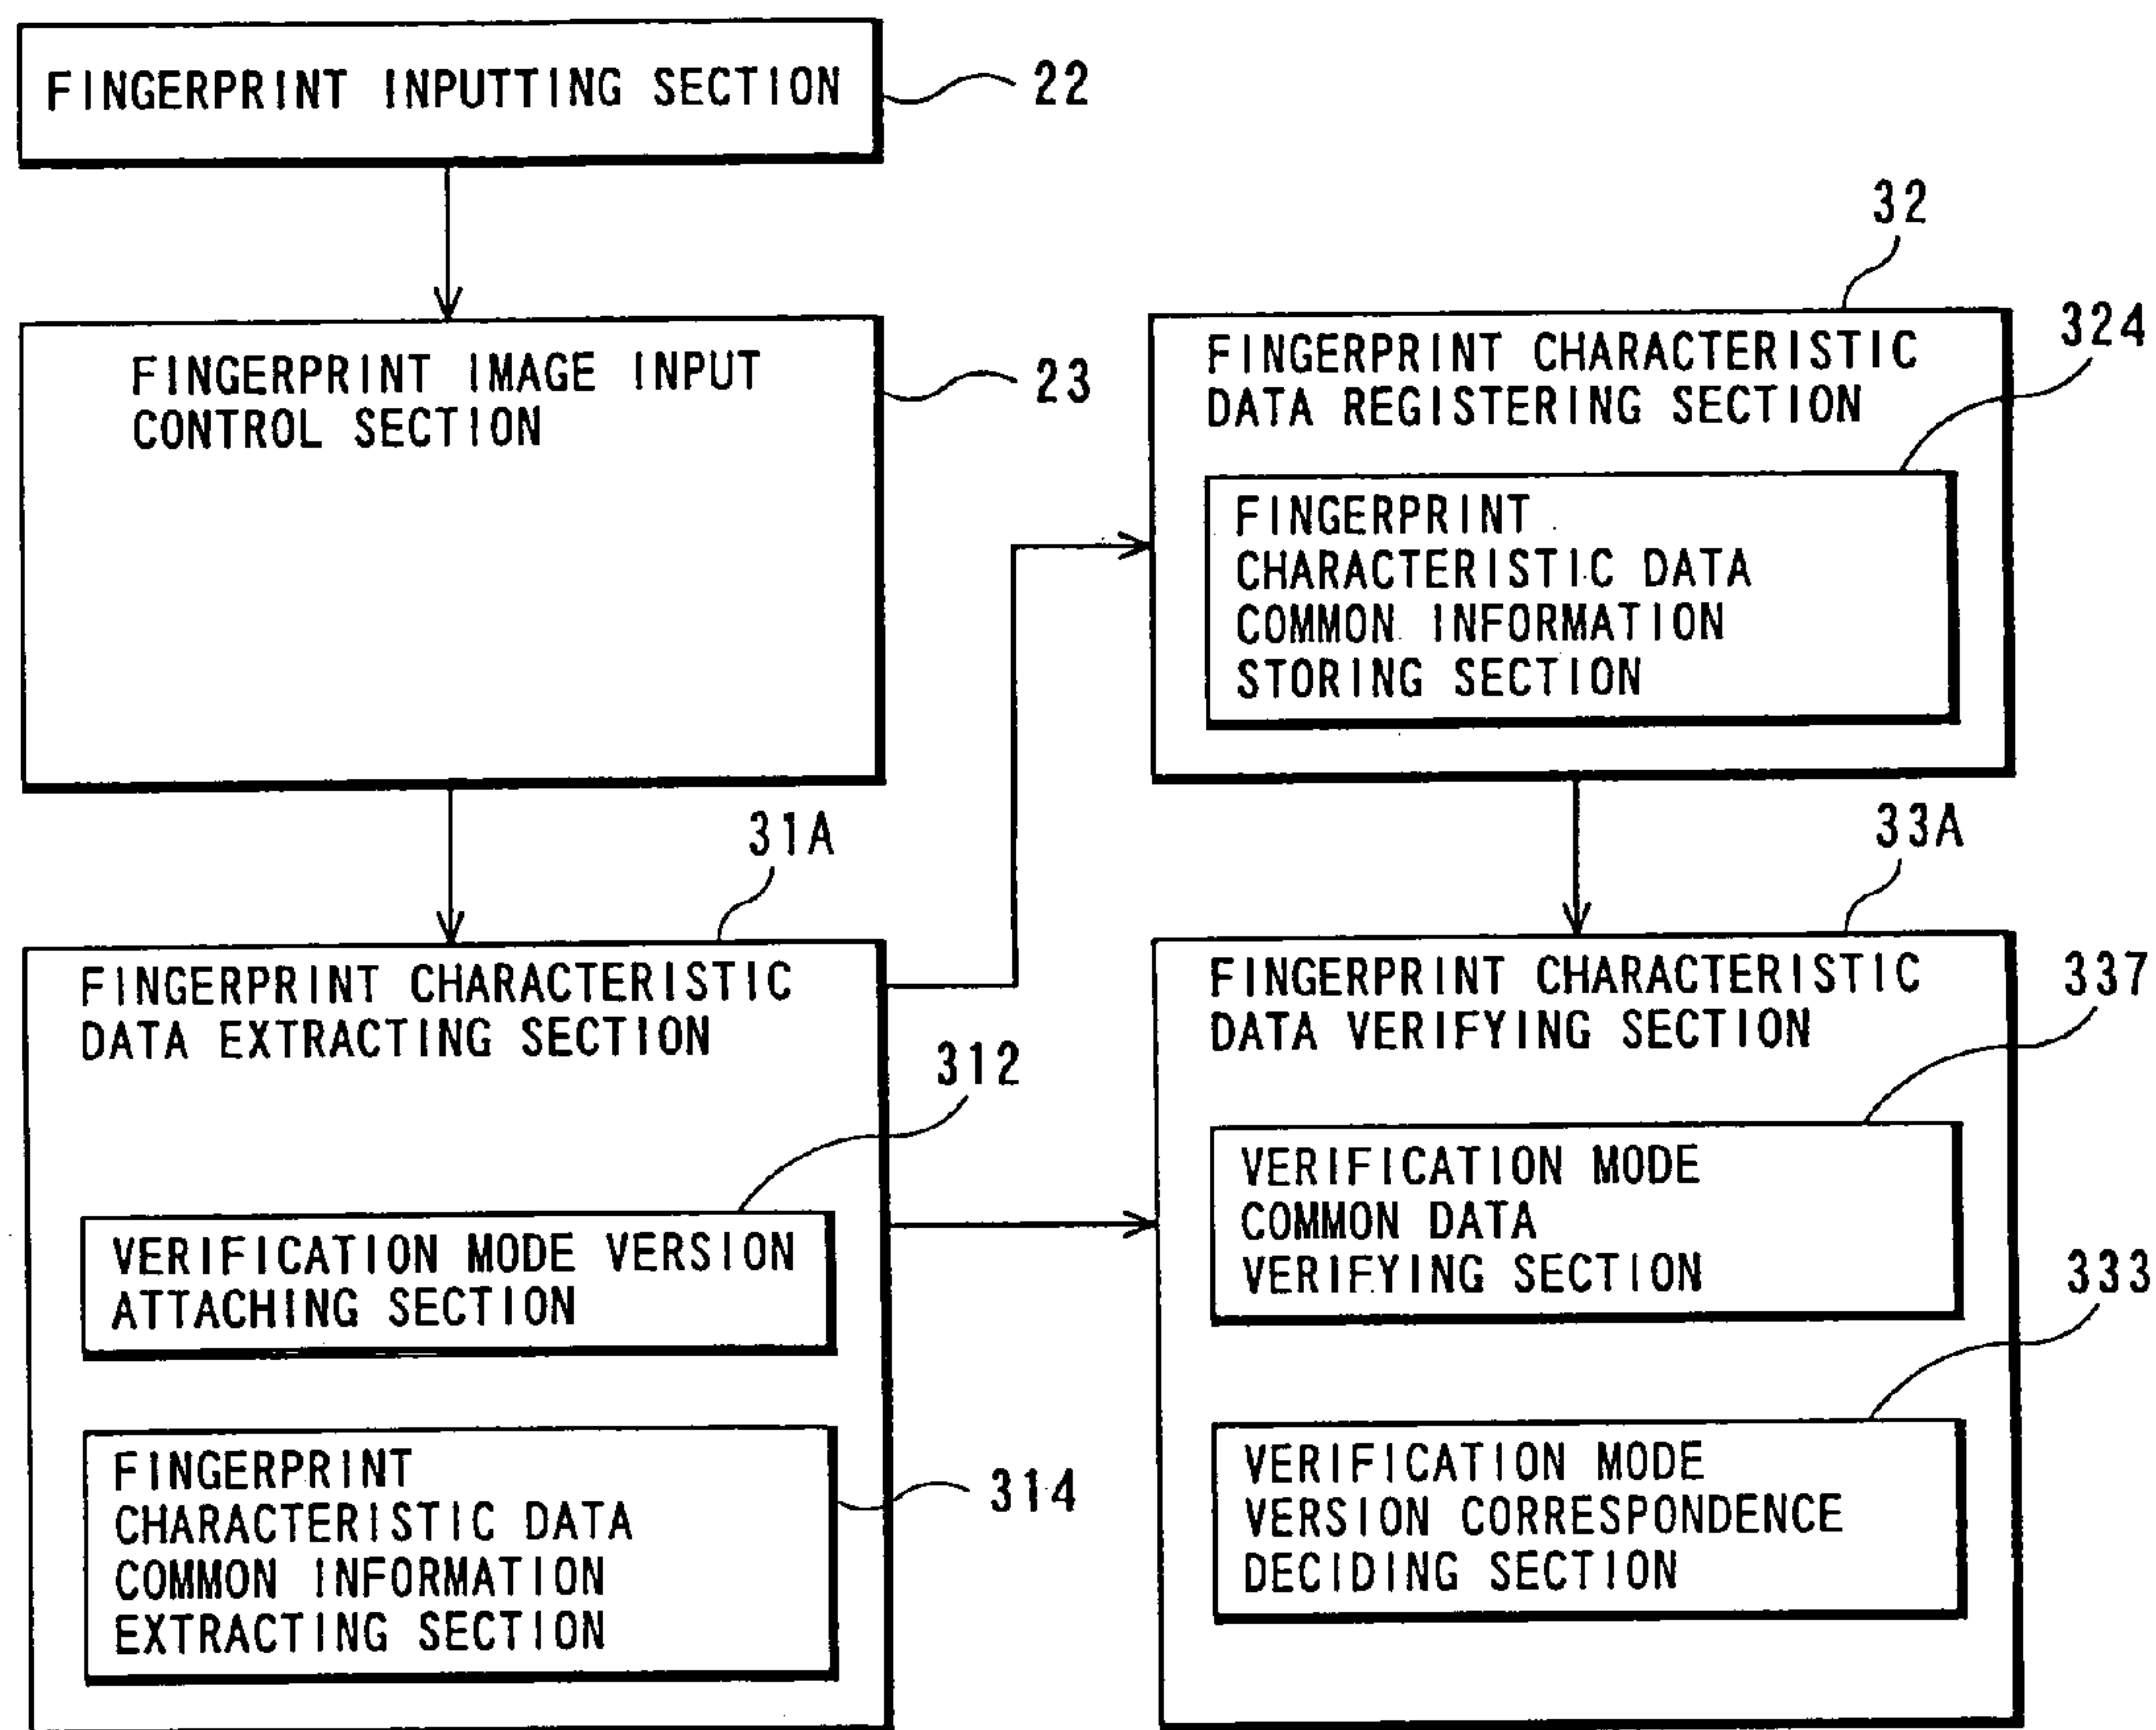 FINGERPRINT INPUTTING SECTION
22
FINGERPRINT IMAGE INPUT
CONTROL SECTION
23
31A
FINGERPRINT CHARACTERISTIC
DATA EXTRACTING SECTION
312
VERIFICATION MODE VERSION
ATTACHING SECTION
FINGERPRINT
CHARACTERISTIC DATA
COMMON INFORMATION
EXTRACTING SECTION
314
32
FINGERPRINT CHARACTERISTIC
DATA REGISTERING SECTION
324
FINGERPRINT
CHARACTERISTIC DATA
COMMON INFORMATION
STORING SECTION
33A
FINGERPRINT CHARACTERISTIC
DATA VERIFYING SECTION
337
VERIFICATION MODE
COMMON DATA
VERIFYING SECTION
333
VERIFICATION MODE
VERSION CORRESPONDENCE
DECIDING SECTION